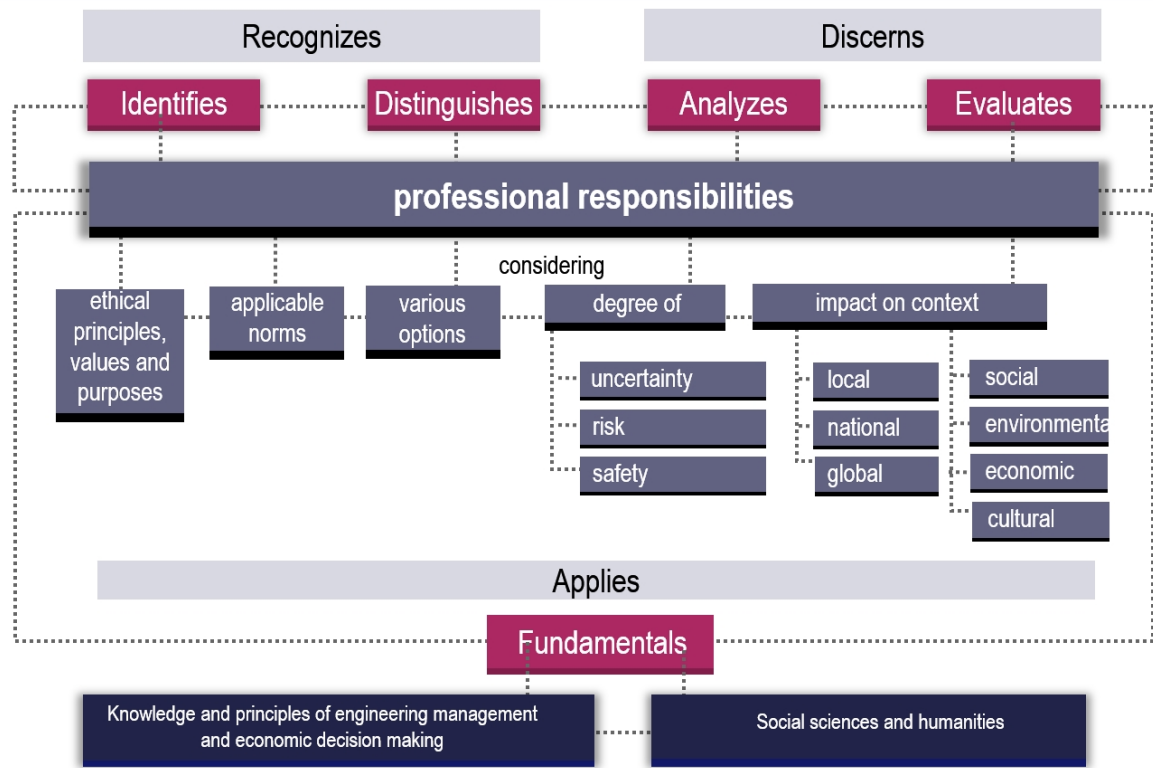 Recognizes
Discerns
Identifies
Distinguishes
Analyzes
Evaluates
professional responsibilities
considering
ethical
principles,
values and
purposes
applicable
norms
various
options
degree of
impact on context
uncertainty
risk
safety
local
national
global
social
environmenta
economic
cultural
Applies
Fundamentals
Knowledge and principles of engineering management
and economic decision making
Social sciences and humanities